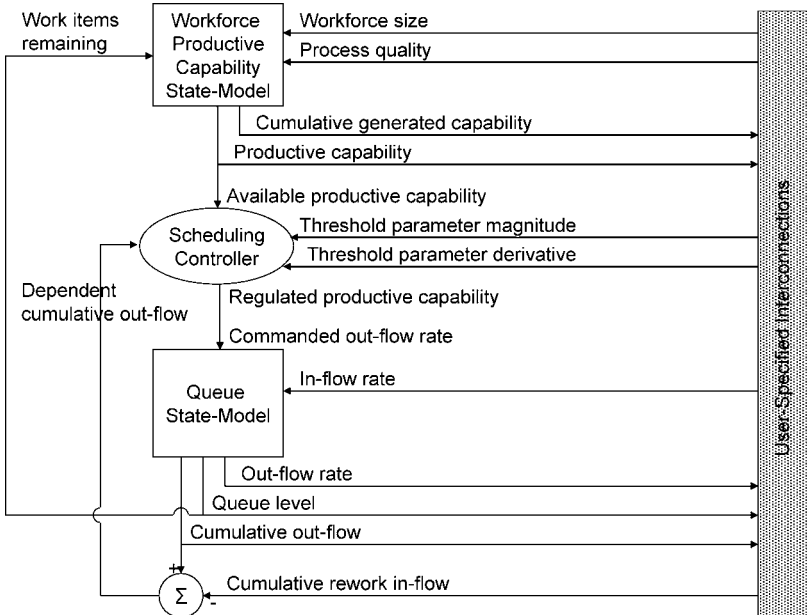 Work items
remaining
Workforce
Productive
Capability
State-Model
Workforce size
Process quality
Cumulative generated capability
Productive capability
Available productive capability
Scheduling
Controller
Threshold parameter magnitude
Threshold parameter derivative
Dependent
cumulative out-flow
Regulated productive capability
Commanded out-flow rate
Queue
State-Model
In-flow rate
Out-flow rate
Queue level
Cumulative out-flow
+
Σ
-
Cumulative rework in-flow
User-Specified Interconnections